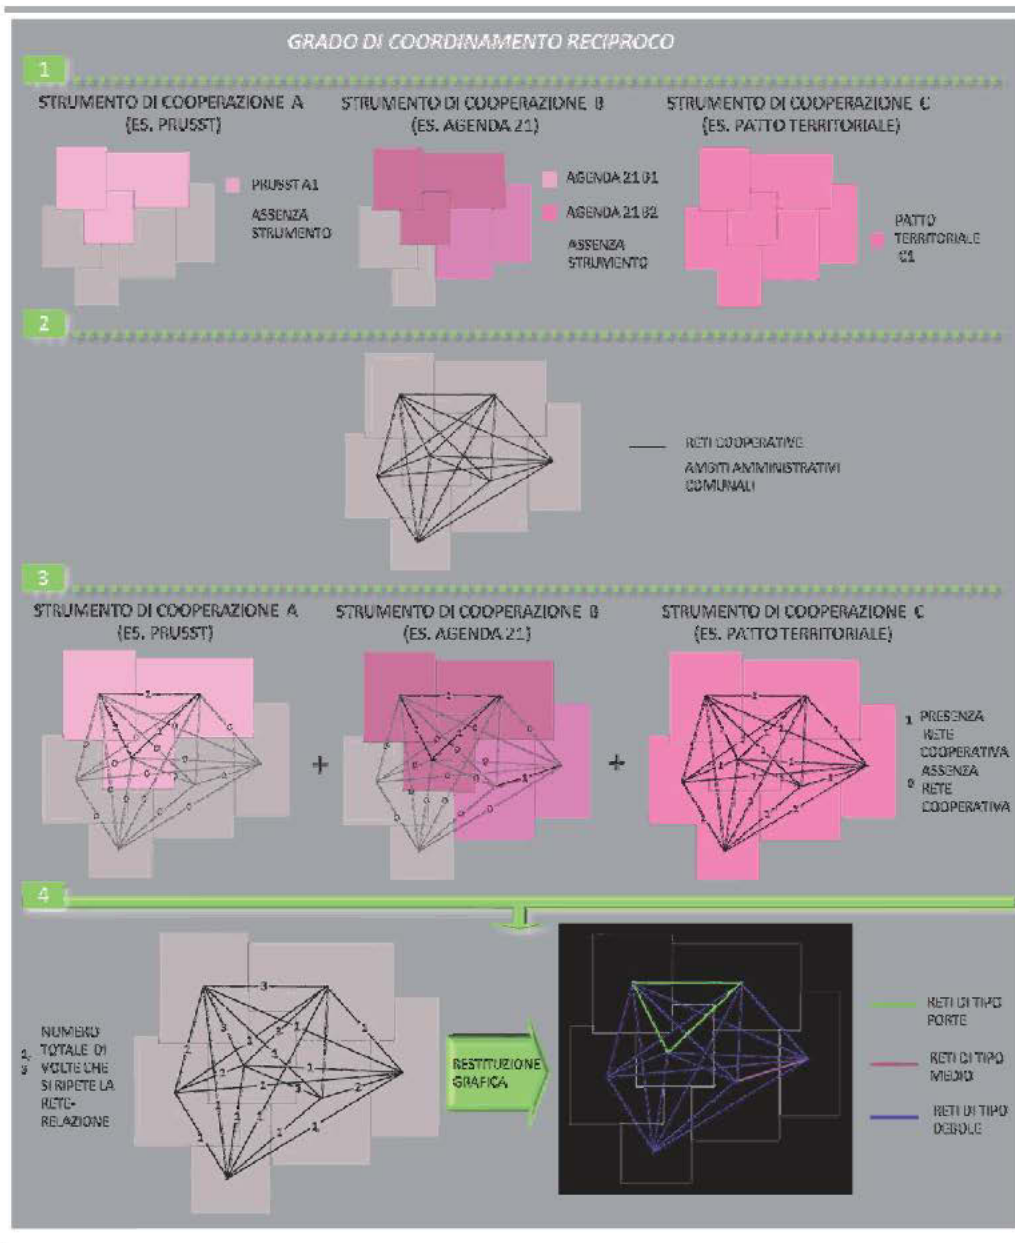 GRADO DI COORDINAMENTO RECIPROCO
1
STRUMENTO DI COOPERAZIONE A
(ES. PRUSST)
PRUSST A1
ASSENZA
STRUMENTO
STRUMENTO DI COOPERAZIONE B
(ES. AGENDA 21)
AGENDA 21 B1
AGENDA 21 B2
ASSENZA
STRUMENTO
STRUMENTO DI COOPERAZIONE C
(ES. PATTO TERRITORIALE)
PATTO
TERRITORIALE
C1
2
RETI COOPERATIVE
AMBITI AMMINISTRATIVI
COMUNALI
3
STRUMENTO DI COOPERAZIONE A
(ES. PRUSST)
+
STRUMENTO DI COOPERAZIONE B
(ES. AGENDA 21)
+
STRUMENTO DI COOPERAZIONE C
(ES. PATTO TERRITORIALE)
1 PRESENZA
RETE
COOPERATIVA
0 ASSENZA
RETE
COOPERATIVA
4
NUMERO
TOTALE DI
VOLTE CHE
SI RIPETE LA
RETE-
RELAZIONE
RESTITUZIONE
GRAFICA
RETI DI TIPO
FORTE
RETI DI TIPO
MEDIO
RETI DI TIPO
DEBOLE